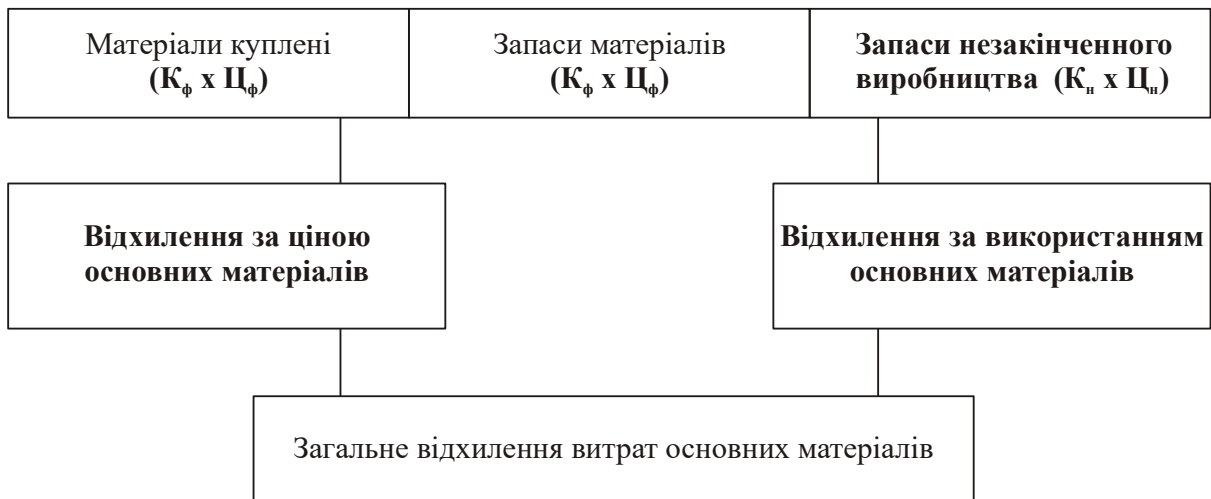 Матеріали куплені
(Кф х Цф)
Запаси матеріалів
(Кф х Цф)
Запаси незакінченного
виробництва (Кн х Цн)
Відхилення за ціною
основних матеріалів
Відхилення за використанням
основних матеріалів
Загальне відхилення витрат основних матеріалів